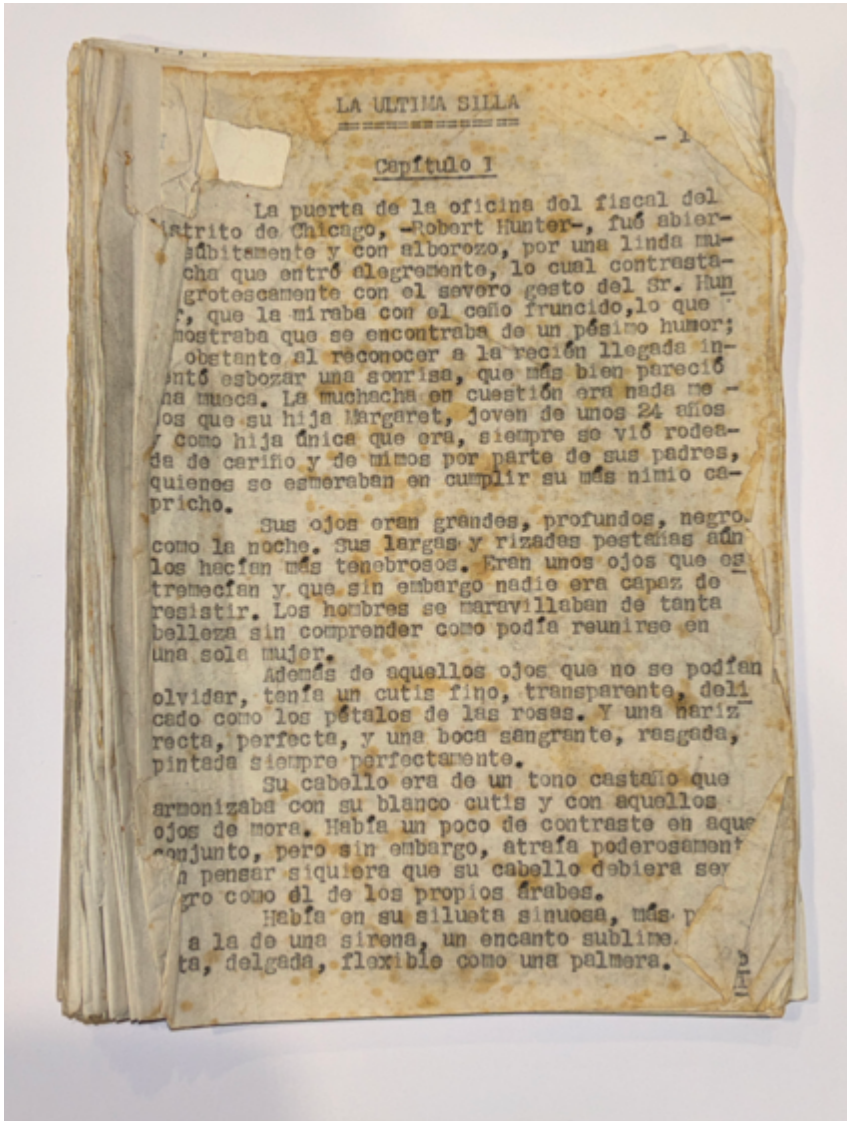 LA ULTIMA SILLA
- 1
Capítulo 1
La puerta de la oficina del fiscal del
istrito de Chicago, -Robert Hunter-, fué abier-
súbitamente y con alborozo, por una linda mu-
cha que entró alegremente, lo cual contrasta-
grotescamente con el severo gesto del Sr. Hun
r, que la miraba con el ceño fruncido,lo que
mostraba que se encontraba de un pésimo humor;
obstante al reconocer a la recién llegada in-
entó esbozar una sonrisa, que más bien pareció
na mueca. La muchacha en cuestión era nada me -
os que su hija Margaret, joven de unos 24 años
y como hija única que era, siempre se vió rodea-
da de cariño y de mimos por parte de sus padres,
quienes se esmeraban en cumplir su más nimio ca-
pricho.
Sus ojos eran grandes, profundos, negro
como la noche. Sus largas y rizadas pestañas aún
los hacían más tenebrosos. Eran unos ojos que es
tremecían y que sin embargo nadie era capaz de
resistir. Los hombres se maravillaban de tanta
belleza sin comprender como podía reunirse en
una sola mujer.
Además de aquellos ojos que no se podían
olvidar, tenía un cutis fino, transparente, deli
cado como los pétalos de las rosas. Y una nariz
recta, perfecta, y una boca sangrante, rasgada,
pintada siempre perfectamente.
Su cabello era de un tono castaño que
armonizaba con su blanco cutis y con aquellos
ojos de mora. Había un poco de contraste en aque
conjunto, pero sin embargo, atraía poderosament
n pensar siquiera que su cabello debiera ser
gro como él de los propios árabes.
Había en su silueta sinuosa, más p
a la de una sirena, un encanto sublime.
ta, delgada, flexible como una palmera.